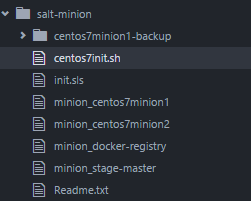 salt-minion
centos7minion1-backup
centos7init.sh
init.sls
minion_centos7minion1
minion_centos7minion2
minion_docker-registry
minion_stage-master
Readme.txt